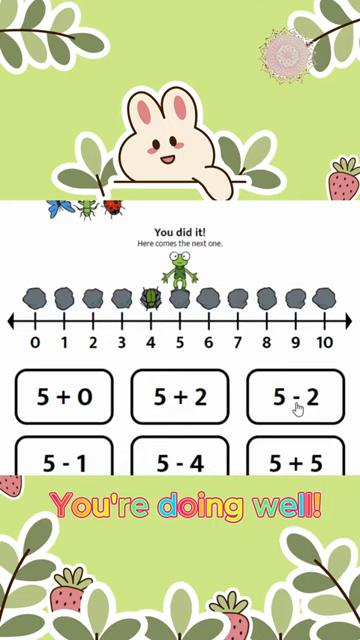 You did it!
Here comes the next one.
0 1 2 3 4 5 6 7 8 9 10
5 + 0 5 + 2 5 - 2
5 - 1 5 - 4 5 + 5
You're doing well!